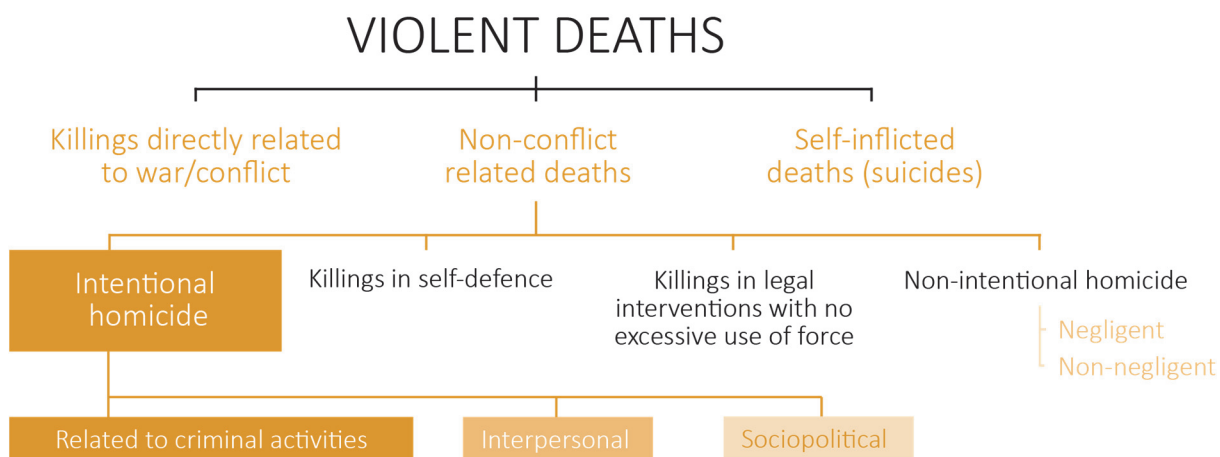 VIOLENT DEATHS
Killings directly related
to war/conflict
Non-conflict
related deaths
Self-inflicted
deaths (suicides)
Intentional
homicide
Killings in self-defence
Killings in legal
interventions with no
excessive use of force
Non-intentional homicide
Negligent
Non-negligent
Related to criminal activities
Interpersonal
Sociopolitical